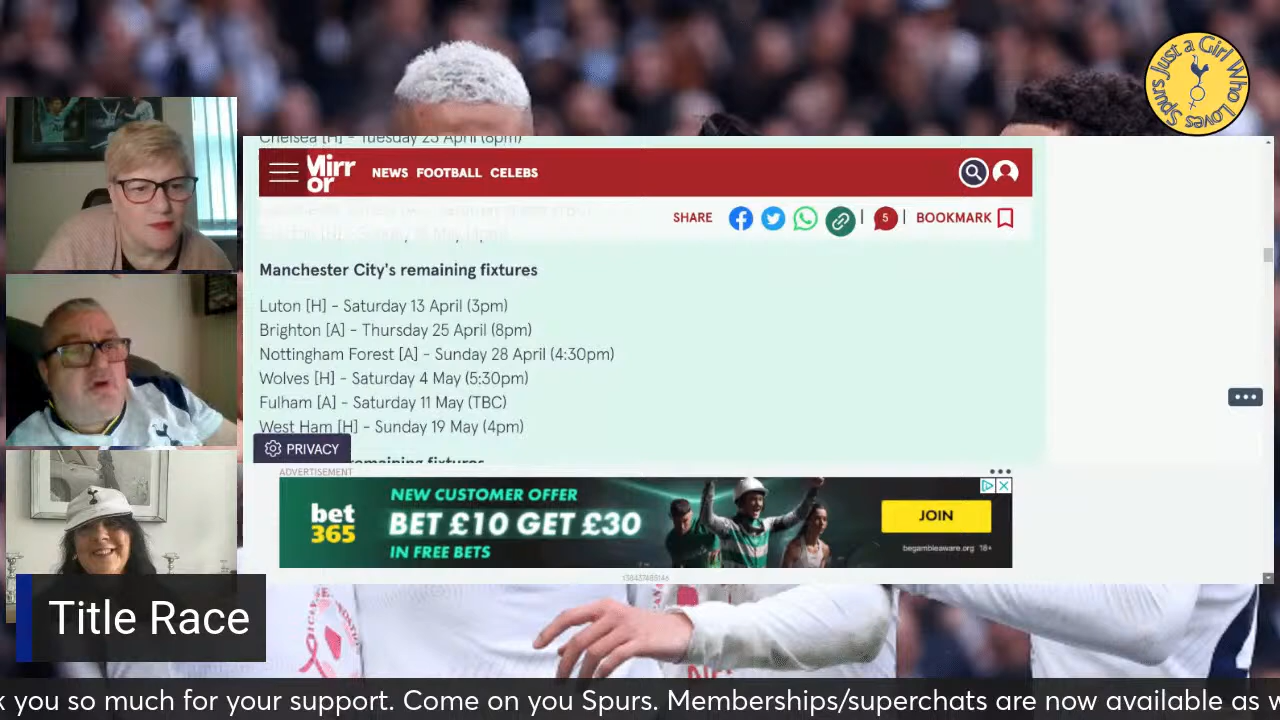 Just a Girl Who Loves Spurs
Chelsea [H] - Tuesday 23 April (8pm)
Mirror
NEWS FOOTBALL CELEBS
SHARE
5
BOOKMARK
Manchester City's remaining fixtures
Luton [H] - Saturday 13 April (3pm)
Brighton [A] - Thursday 25 April (8pm)
Nottingham Forest [A] - Sunday 28 April (4:30pm)
Wolves [H] - Saturday 4 May (5:30pm)
Fulham [A] - Saturday 11 May (TBC)
West Ham [H] - Sunday 19 May (4pm)
PRIVACY
remaining fixtures
ADVERTISEMENT
bet365
NEW CUSTOMER OFFER
BET £10 GET £30
IN FREE BETS
JOIN
begambleaware.org 18+
138437485146
Title Race
you so much for your support. Come on you Spurs. Memberships/superchats are now available as